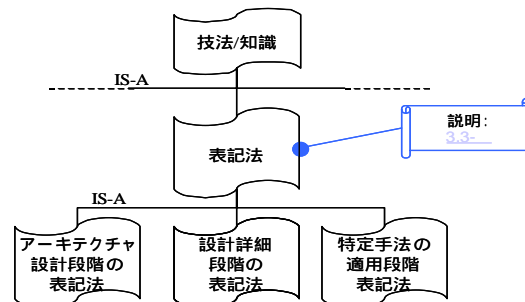 技法/知識
IS-A
説明:
3.3-
表記法
IS-A
アーキテクチャ
設計段階の
表記法
設計詳細
段階の
表記法
特定手法の
適用段階
表記法